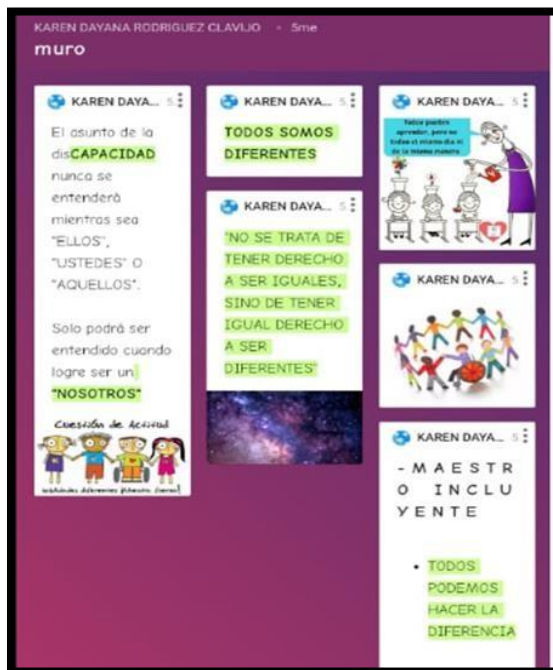 KAREN DAYANA RODRIGUEZ CLAVIJO • 5me
muro
KAREN DAYA... 5
El asunto de la
disCAPACIDAD
nunca se
entenderá
mientras sea
"ELLOS",
"USTEDES" O
"AQUELLOS".
Solo podrá ser
entendido cuando
logre ser un
"NOSOTROS"
Cuestión de Actitud
KAREN DAYA... 5
TODOS SOMOS
DIFERENTES
KAREN DAYA... 5
"NO SE TRATA DE
TENER DERECHO
A SER IGUALES,
SINO DE TENER
IGUAL DERECHO
A SER
DIFERENTES"
KAREN DAYA... 5
Todos pueden
aprender, pero no
todos el mismo día ni
de la misma manera
KAREN DAYA... 5
KAREN DAYA... 5
-MAESTR
O INCLU
YENTE
• TODOS
PODEMOS
HACER LA
DIFERENCIA